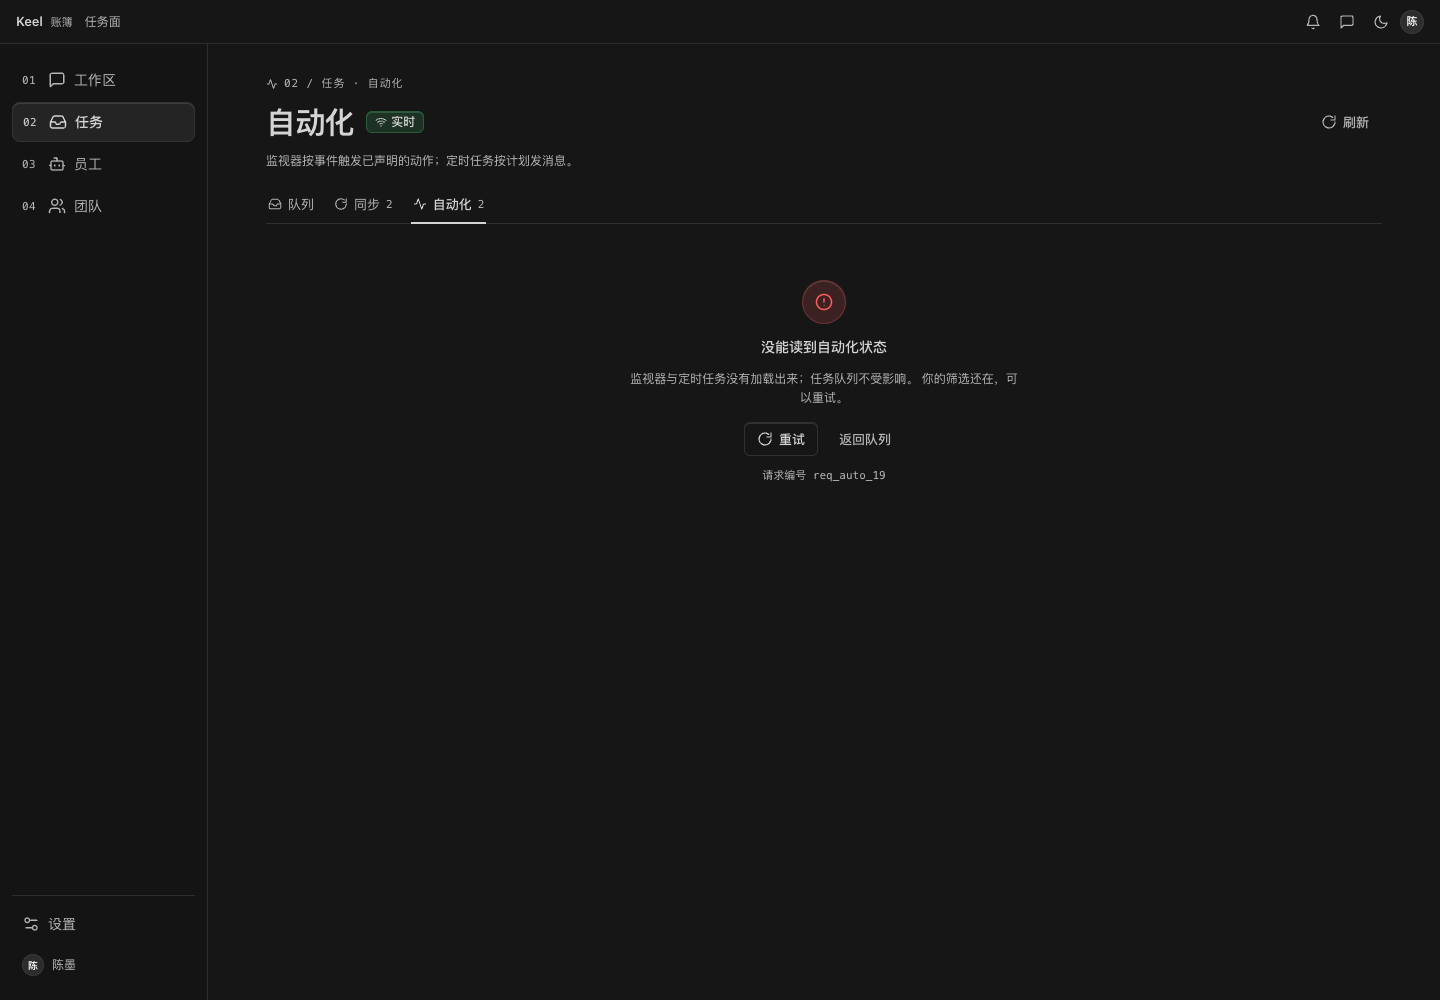 Keel 账簿 任务面
陈
01 工作区
02 任务
03 员工
04 团队
02 / 任务 · 自动化
自动化 实时
刷新
监视器按事件触发已声明的动作；定时任务按计划发消息。
队列 同步 2 自动化 2
没能读到自动化状态
监视器与定时任务没有加载出来；任务队列不受影响。 你的筛选还在，可
以重试。
重试 返回队列
请求编号 req_auto_19
设置
陈 陈墨